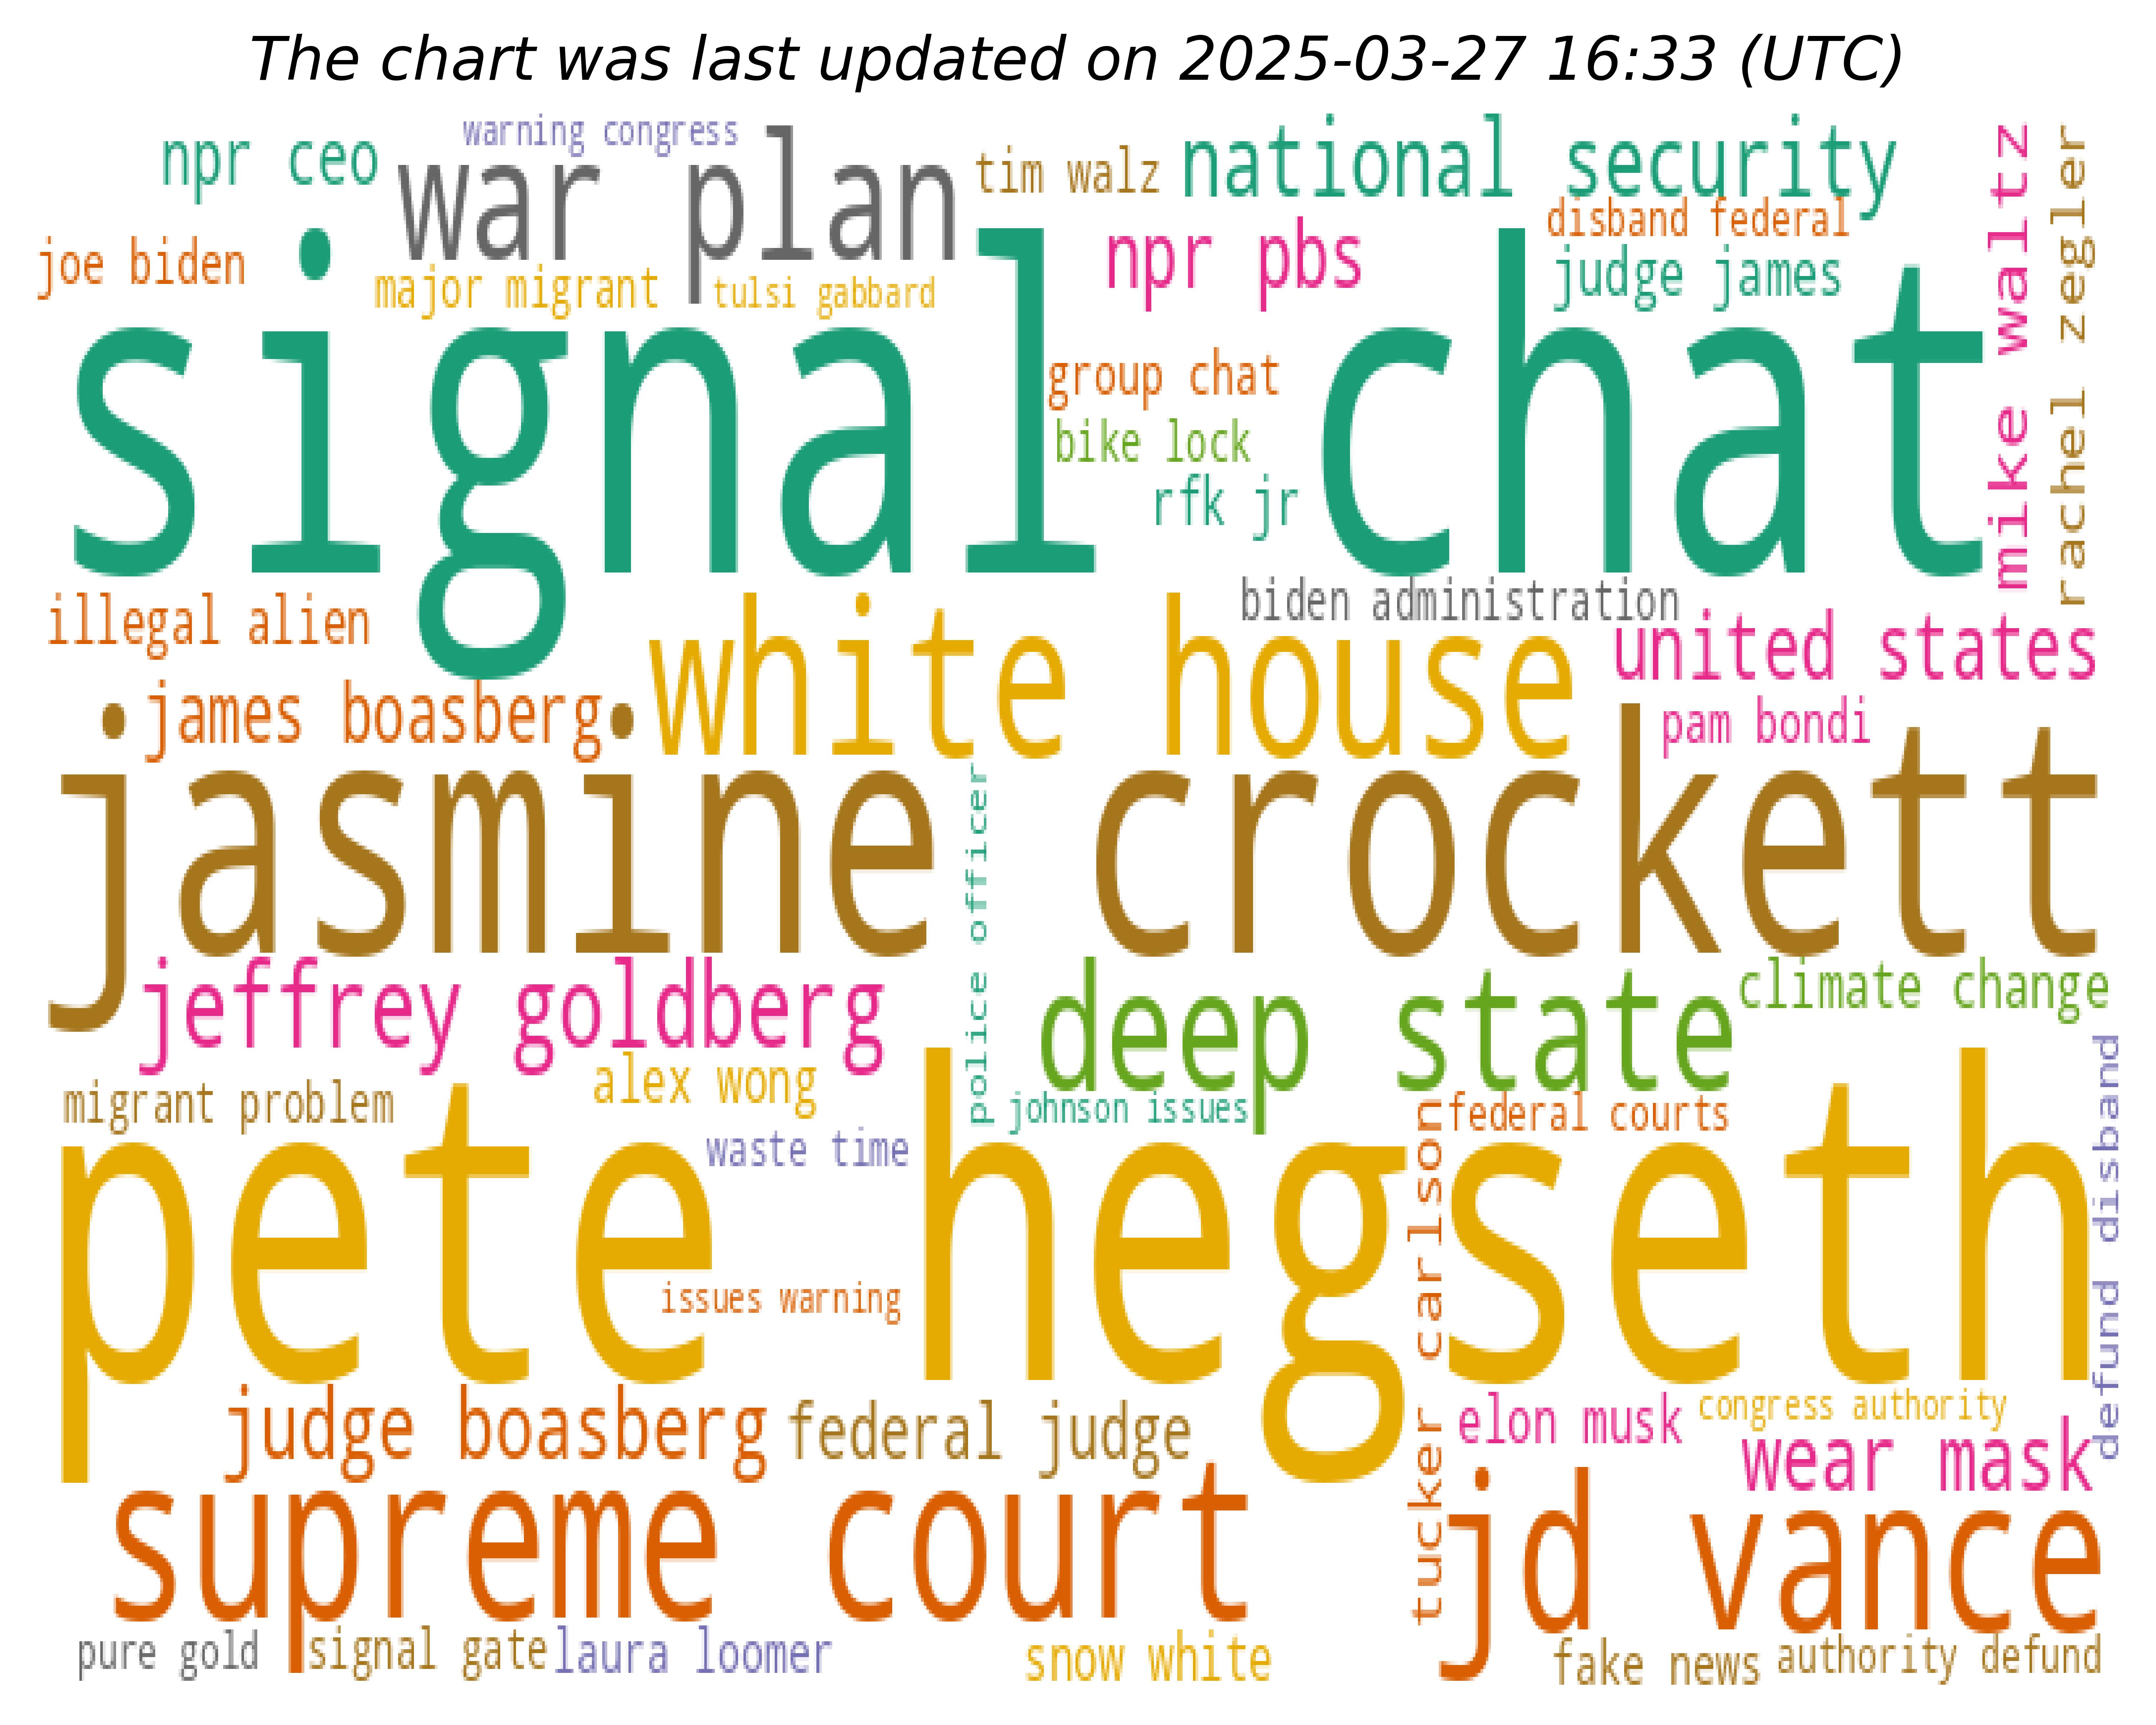 The chart was last updated on 2025-03-27 16:33 (UTC)
warning congress
npr ceo
war plan
tim walz
national security
disband federal
joe biden
major migrant
tulsi gabbard
npr pbs
judge james
mike waltz
rachel zegler
signal chat
group chat
bike lock
rfk jr
illegal alien
biden administration
white house
united states
james boasberg
pam bondi
jasmine crockett
police officer
jeffrey goldberg
deep state
climate change
alex wong
migrant problem
johnson issues
federal courts
defund disband
waste time
pete hegseth
issues warning
tucker carlson
judge boasberg
federal judge
elon musk
congress authority
wear mask
supreme court
jd vance
pure gold
signal gate
laura loomer
snow white
fake news
authority defund